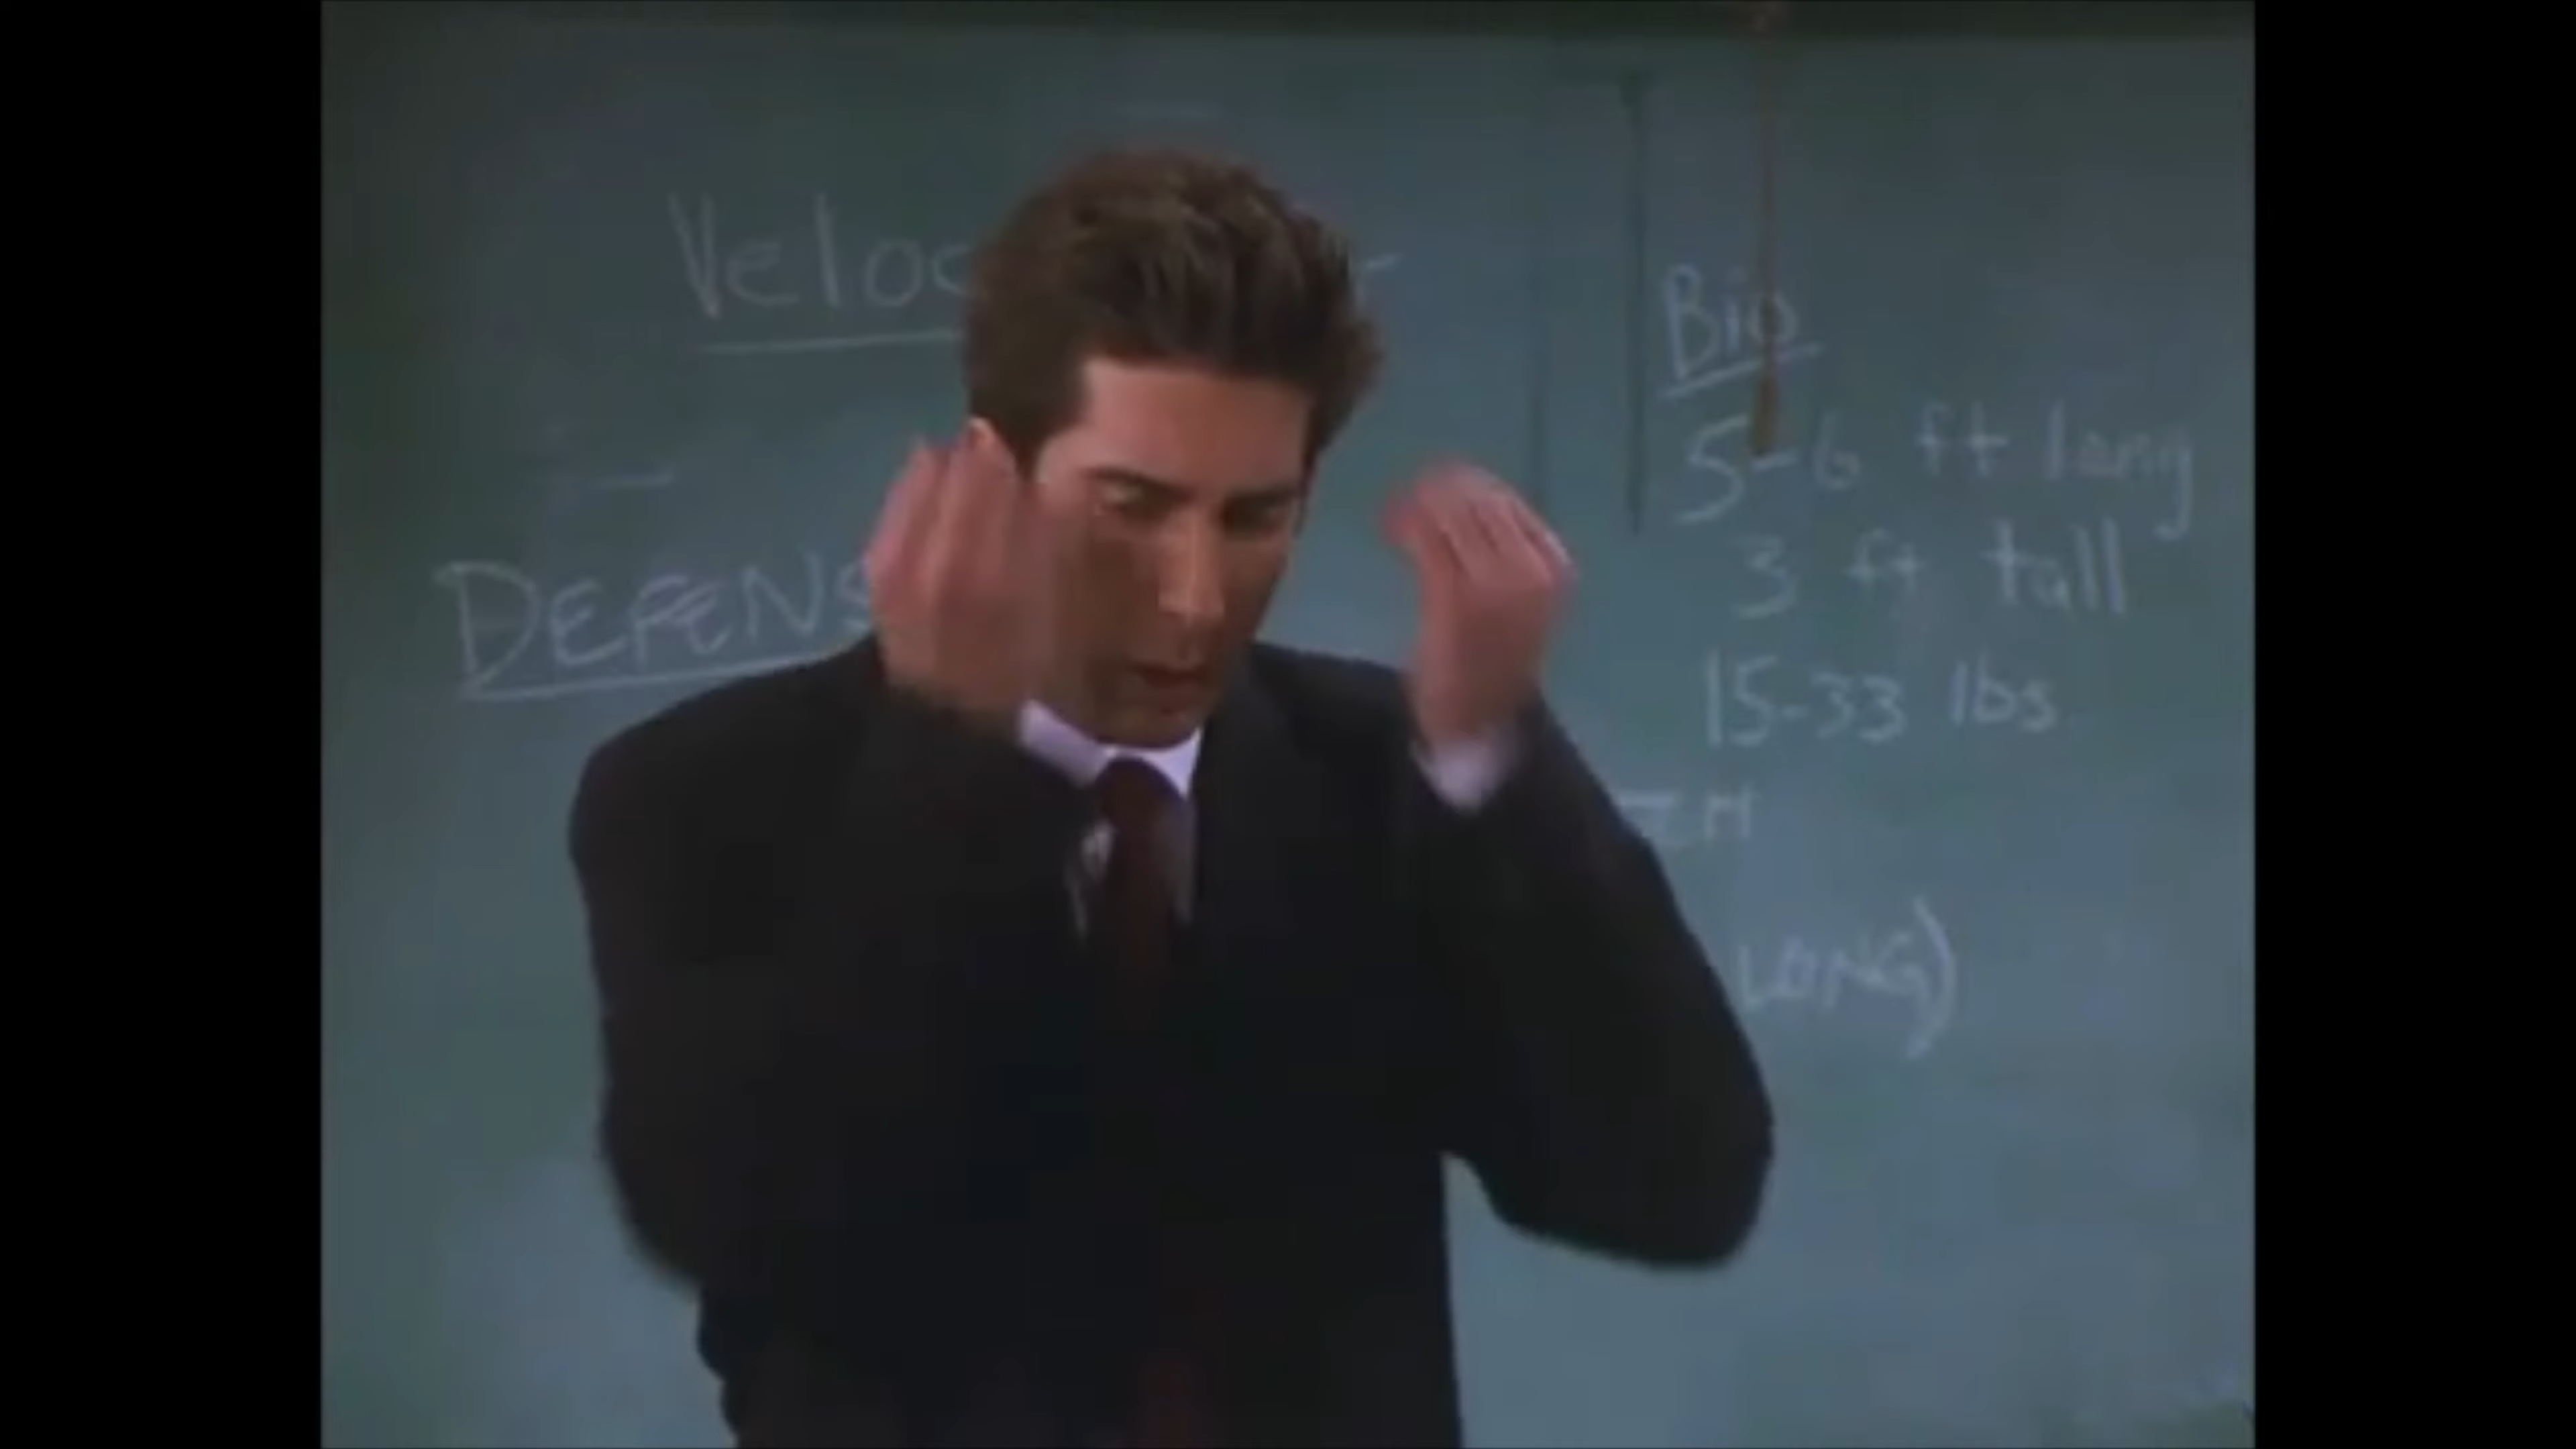 Veloc
Bio
5-6 ft long
3 ft tall
15-33 lbs
DEFENS
LONG)